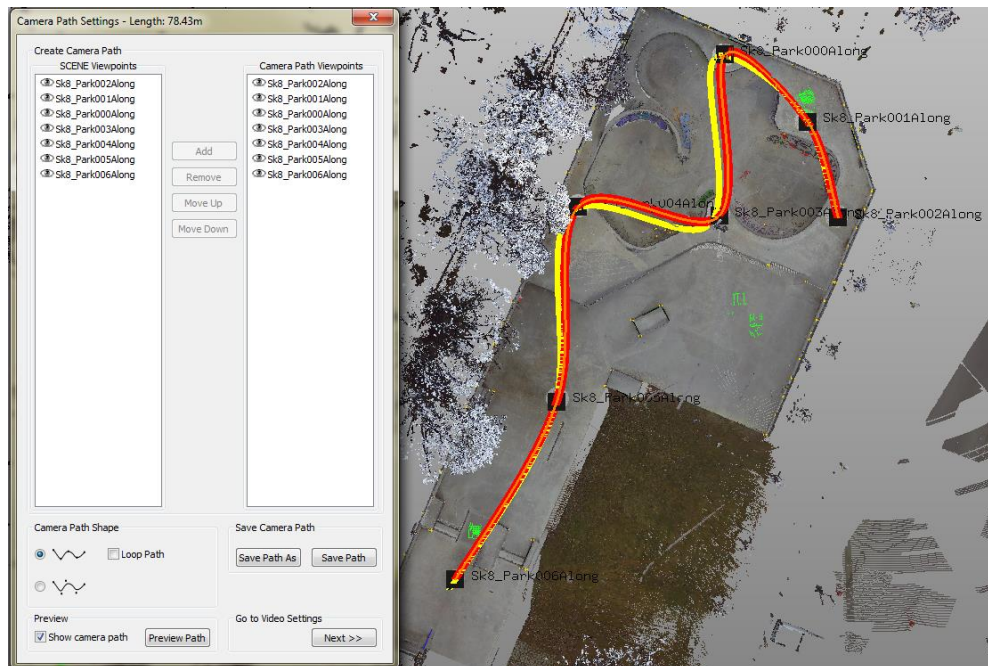 Camera Path Settings - Length: 78.43m
Create Camera Path
SCENE Viewpoints
Sk8_Park002Along
Sk8_Park001Along
Sk8_Park000Along
Sk8_Park003Along
Sk8_Park004Along
Sk8_Park005Along
Sk8_Park006Along
Add
Remove
Move Up
Move Down
Camera Path Viewpoints
Sk8_Park002Along
Sk8_Park001Along
Sk8_Park000Along
Sk8_Park003Along
Sk8_Park004Along
Sk8_Park005Along
Sk8_Park006Along
Camera Path Shape
Loop Path
Save Camera Path
Save Path As
Save Path
Preview
Show camera path
Preview Path
Go to Video Settings
Next >>
Sk8_Park000Along
Sk8_Park001Along
04Along
Sk8_Park003Along
Sk8_Park002Along
Sk8_Park005Along
Sk8_Park006Along